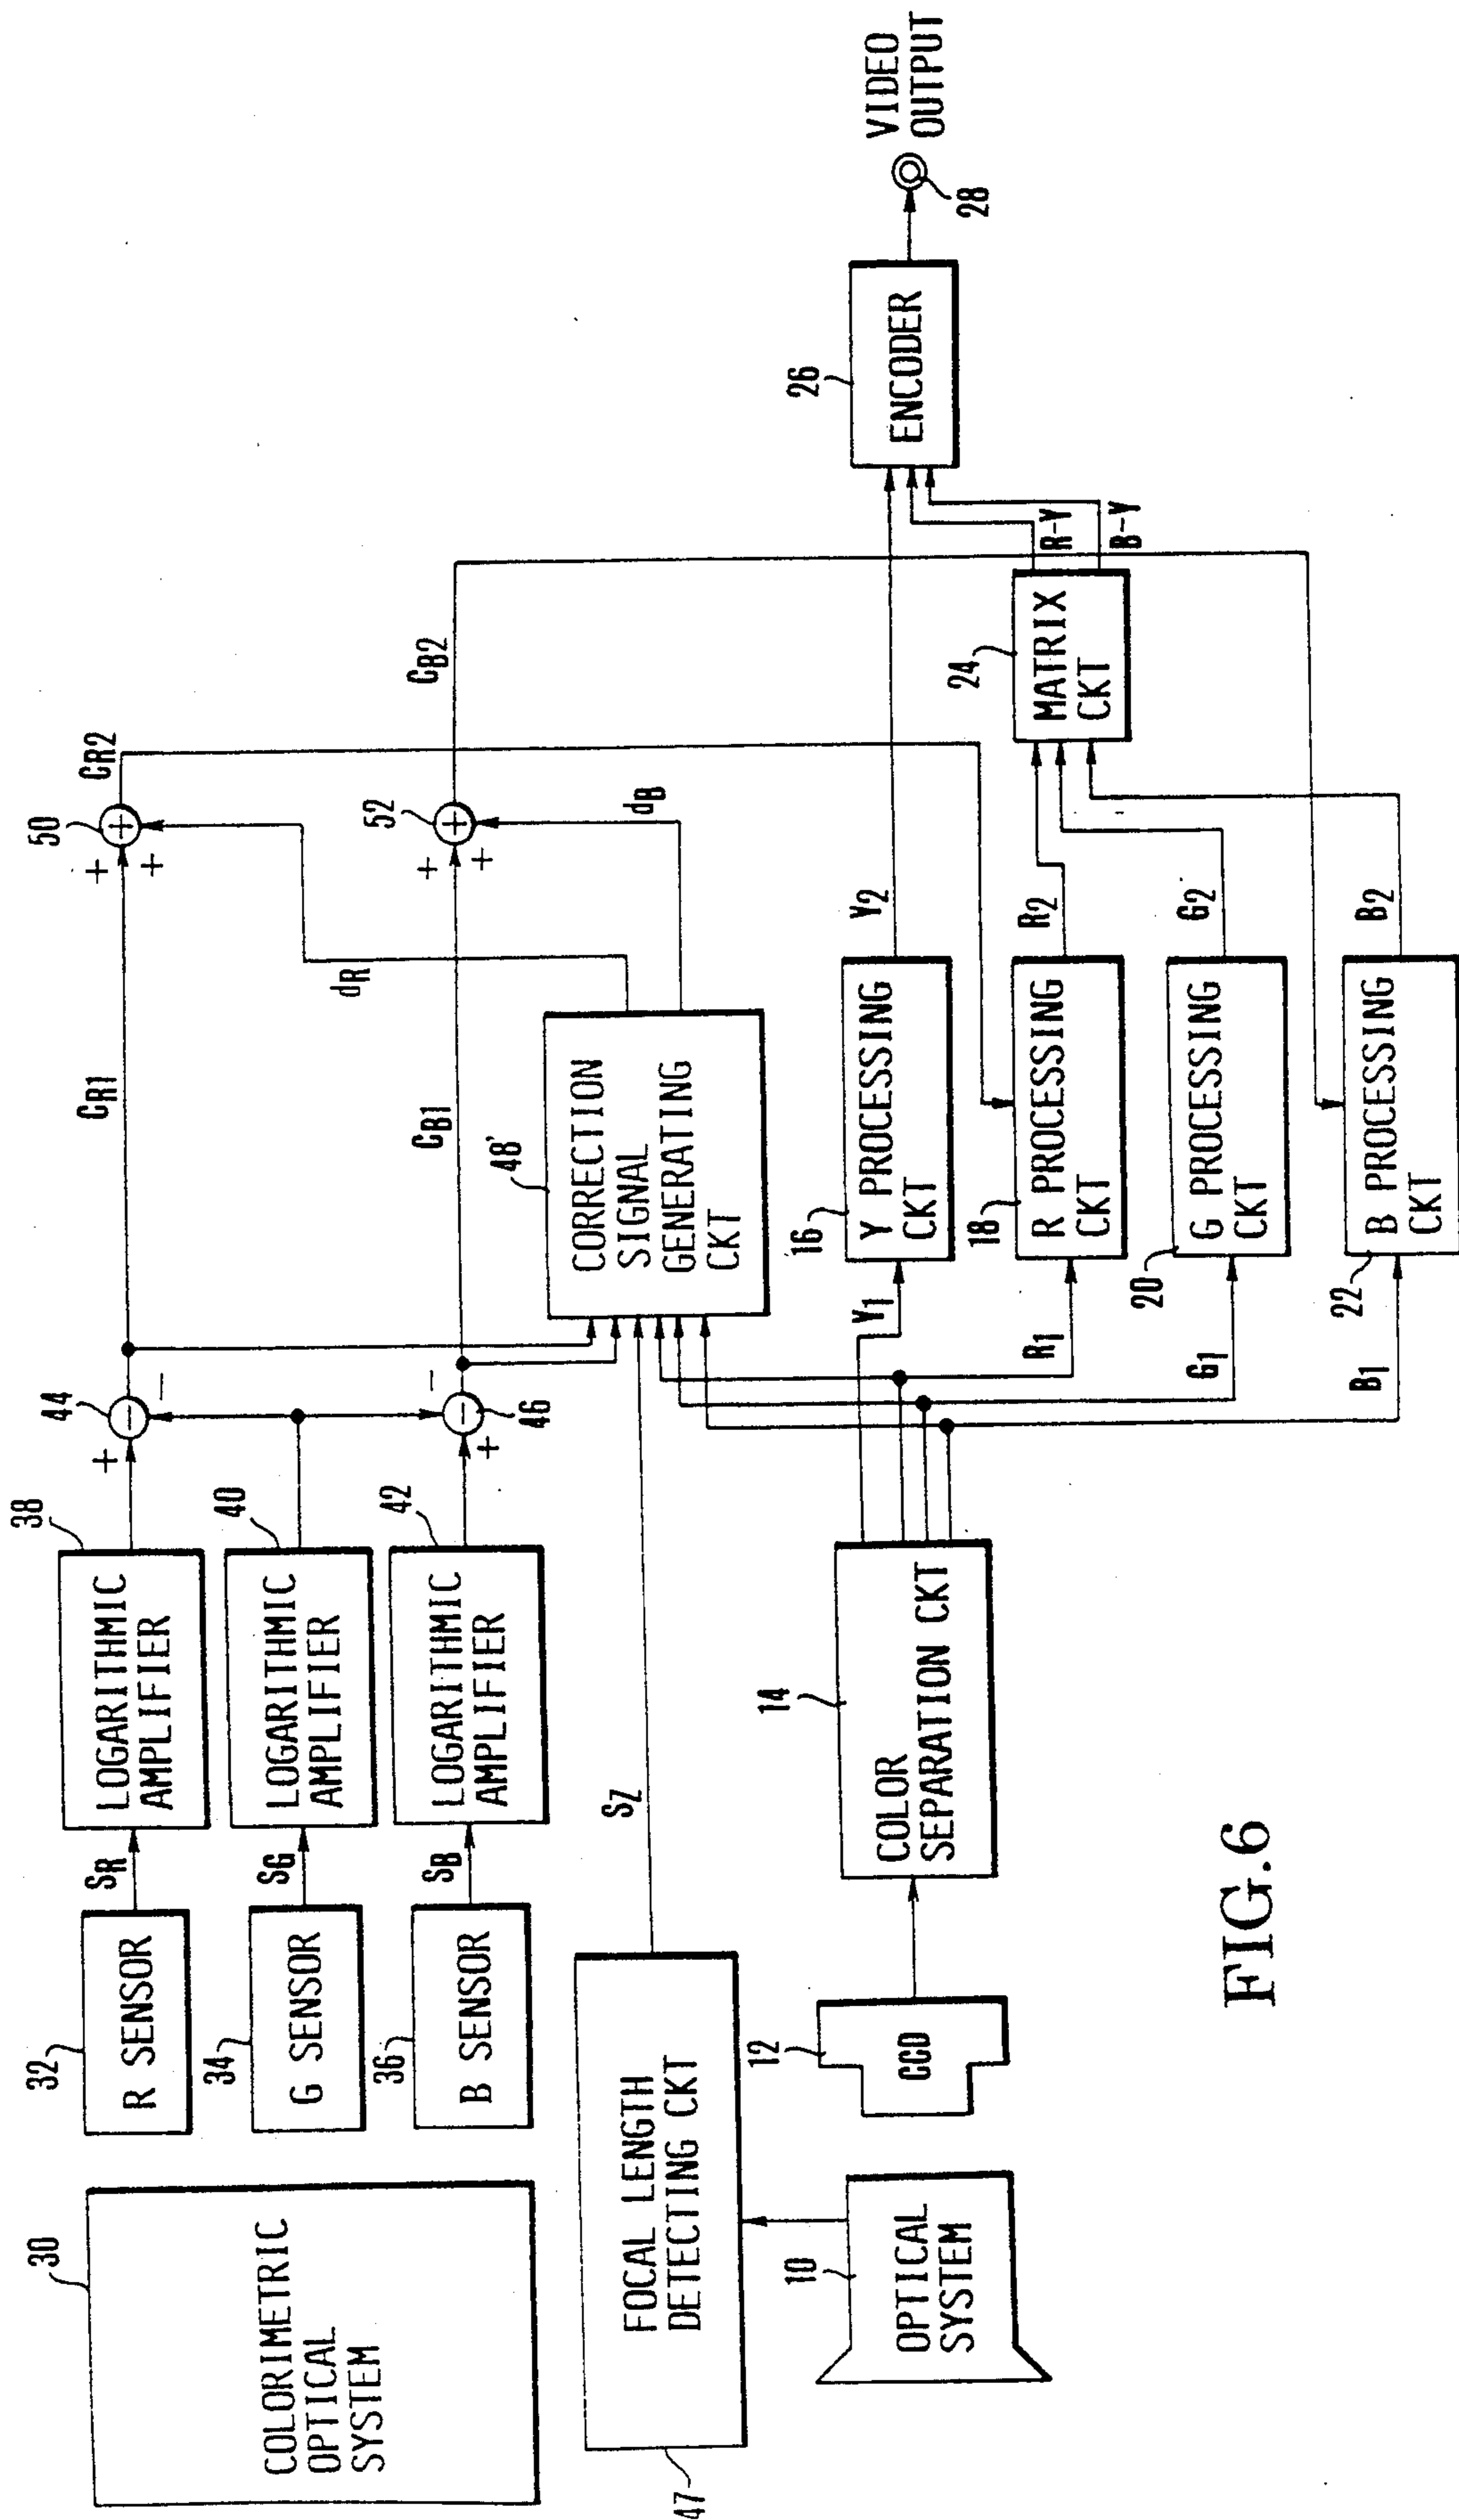 30
COLORIMETRIC
OPTICAL
SYSTEM
32
R SENSOR
34
G SENSOR
36
B SENSOR
SR
SG
SB
38
LOGARITHMIC
AMPLIFIER
40
LOGARITHMIC
AMPLIFIER
42
LOGARITHMIC
AMPLIFIER
44
+
−
−
46
+
−
−
CR1
CB1
50
+
+
+
CR2
52
+
+
+
CB2
dR
dB
47
FOCAL LENGTH
DETECTING CKT
SZ
48'
CORRECTION
SIGNAL
GENERATING
CKT
10
OPTICAL
SYSTEM
12
CCD
14
COLOR
SEPARATION CKT
Y1
R1
G1
B1
16
Y PROCESSING
CKT
18
R PROCESSING
CKT
20
G PROCESSING
CKT
22
B PROCESSING
CKT
Y2
R2
G2
B2
24
MATRIX
CKT
R-Y
B-Y
26
ENCODER
28
VIDEO
OUTPUT
FIG.6